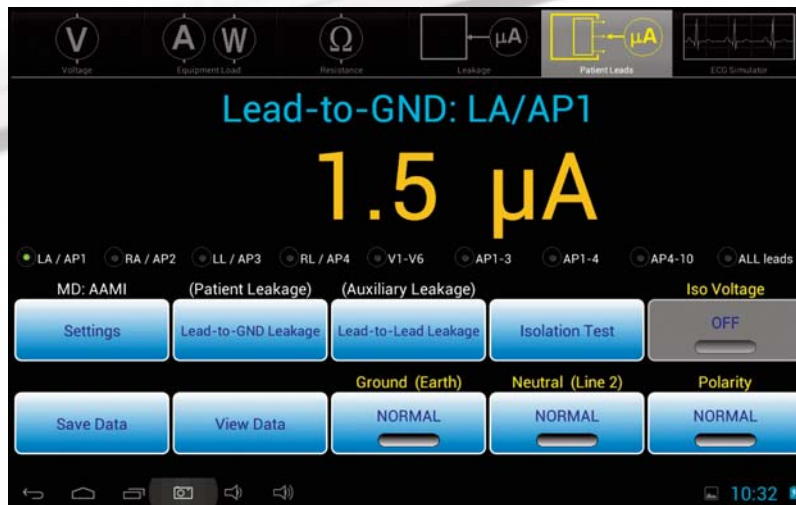 V A W Ω µA µA
Voltage Equipment Load Resistance Leakage Patient Leads ECG Simulator
Lead-to-GND: LA/AP1
1.5 µA
LA / AP1 RA / AP2 LL / AP3 RL / AP4 V1-V6 AP1-3 AP1-4 AP4-10 ALL leads
MD: AAMI (Patient Leakage) (Auxiliary Leakage) Iso Voltage
Settings Lead-to-GND Leakage Lead-to-Lead Leakage Isolation Test OFF
Ground (Earth) Neutral (Line 2) Polarity
Save Data View Data NORMAL NORMAL NORMAL
10:32